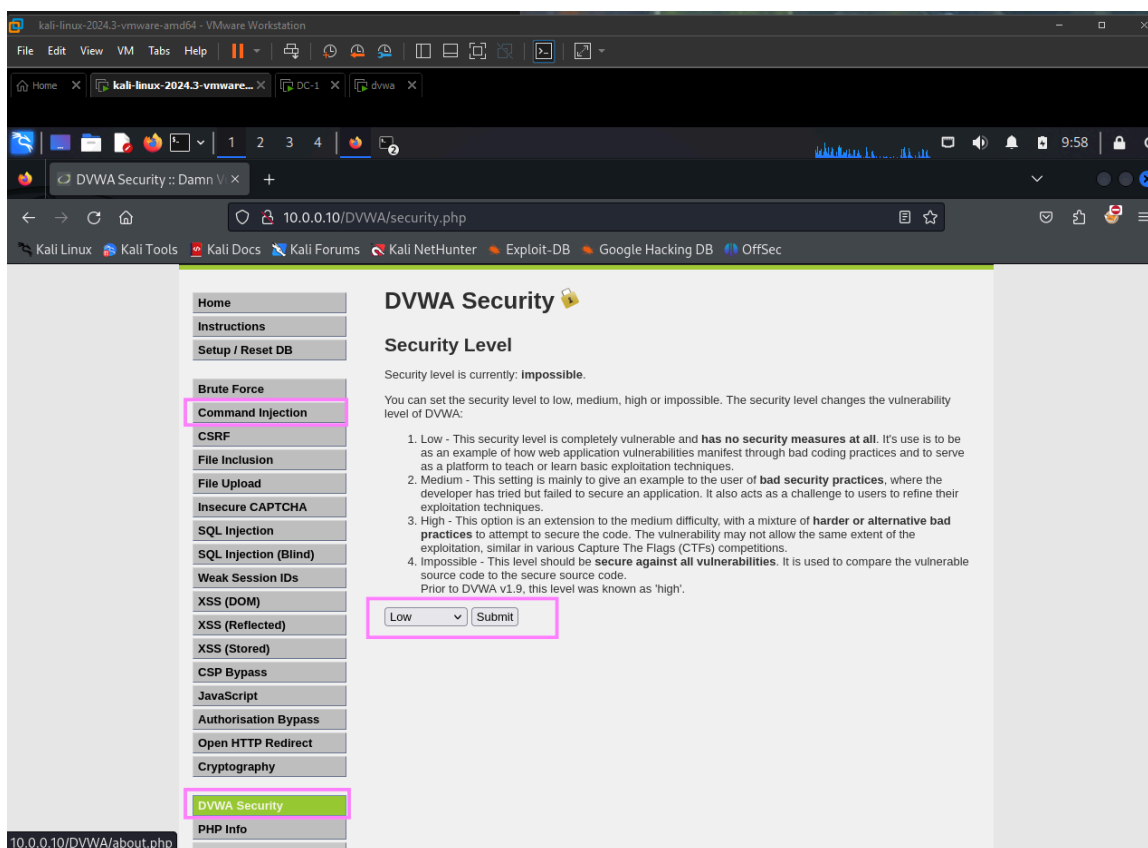 kali-linux-2024.3-vmware-amd64 - VMware Workstation
File Edit View VM Tabs Help
Home kali-linux-2024.3-vmware... DC-1 dvwa
1 2 3 4 2 9:58
DVWA Security :: Damn V
10.0.0.10/DVWA/security.php
Kali Linux Kali Tools Kali Docs Kali Forums Kali NetHunter Exploit-DB Google Hacking DB OffSec
Home
Instructions
Setup / Reset DB
Brute Force
Command Injection
CSRF
File Inclusion
File Upload
Insecure CAPTCHA
SQL Injection
SQL Injection (Blind)
Weak Session IDs
XSS (DOM)
XSS (Reflected)
XSS (Stored)
CSP Bypass
JavaScript
Authorisation Bypass
Open HTTP Redirect
Cryptography
DVWA Security
PHP Info
DVWA Security
Security Level
Security level is currently: impossible.
You can set the security level to low, medium, high or impossible. The security level changes the vulnerability
level of DVWA:
1. Low - This security level is completely vulnerable and has no security measures at all. It's use is to be
as an example of how web application vulnerabilities manifest through bad coding practices and to serve
as a platform to teach or learn basic exploitation techniques.
2. Medium - This setting is mainly to give an example to the user of bad security practices, where the
developer has tried but failed to secure an application. It also acts as a challenge to users to refine their
exploitation techniques.
3. High - This option is an extension to the medium difficulty, with a mixture of harder or alternative bad
practices to attempt to secure the code. The vulnerability may not allow the same extent of the
exploitation, similar in various Capture The Flags (CTFs) competitions.
4. Impossible - This level should be secure against all vulnerabilities. It is used to compare the vulnerable
source code to the secure source code.
Prior to DVWA v1.9, this level was known as 'high'.
Low Submit
10.0.0.10/DVWA/about.php